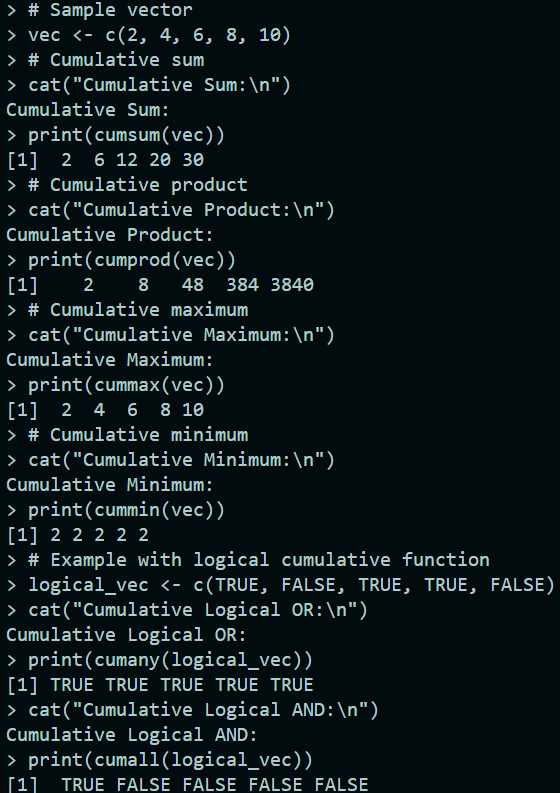 > # Sample vector
> vec <- c(2, 4, 6, 8, 10)
> # Cumulative sum
> cat("Cumulative Sum:\n")
Cumulative Sum:
> print(cumsum(vec))
[1]  2  6 12 20 30
> # Cumulative product
> cat("Cumulative Product:\n")
Cumulative Product:
> print(cumprod(vec))
[1]    2    8   48  384 3840
> # Cumulative maximum
> cat("Cumulative Maximum:\n")
Cumulative Maximum:
> print(cummax(vec))
[1]  2  4  6  8 10
> # Cumulative minimum
> cat("Cumulative Minimum:\n")
Cumulative Minimum:
> print(cummin(vec))
[1] 2 2 2 2 2
> # Example with logical cumulative function
> logical_vec <- c(TRUE, FALSE, TRUE, TRUE, FALSE)
> cat("Cumulative Logical OR:\n")
Cumulative Logical OR:
> print(cumany(logical_vec))
[1] TRUE TRUE TRUE TRUE TRUE
> cat("Cumulative Logical AND:\n")
Cumulative Logical AND:
> print(cumall(logical_vec))
[1]  TRUE FALSE FALSE FALSE FALSE